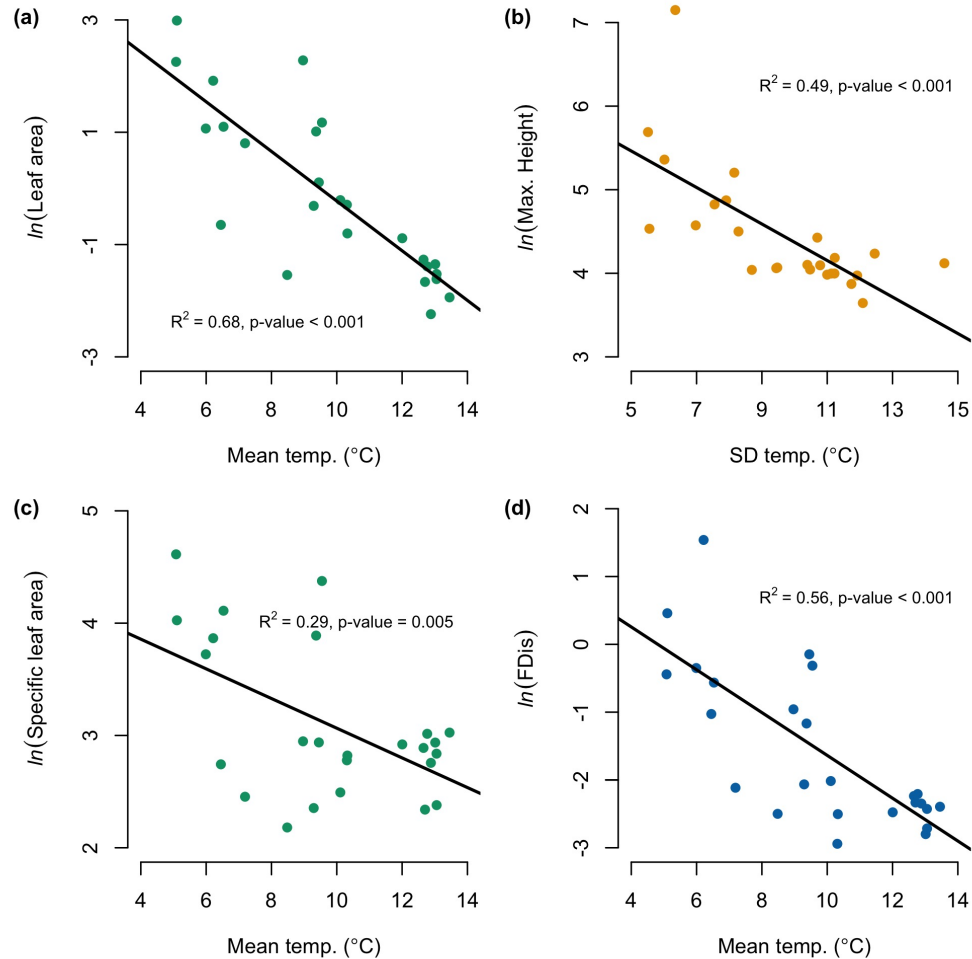 (a)
3
1
-1
-3
ln(Leaf area)
R² = 0.68, p-value < 0.001
4 6 8 10 12 14
Mean temp. (°C)
(b)
7
6
5
4
3
ln(Max. Height)
R² = 0.49, p-value < 0.001
5 7 9 11 13 15
SD temp. (°C)
(c)
5
4
3
2
ln(Specific leaf area)
R² = 0.29, p-value = 0.005
4 6 8 10 12 14
Mean temp. (°C)
(d)
2
1
0
-1
-2
-3
ln(FDis)
R² = 0.56, p-value < 0.001
4 6 8 10 12 14
Mean temp. (°C)